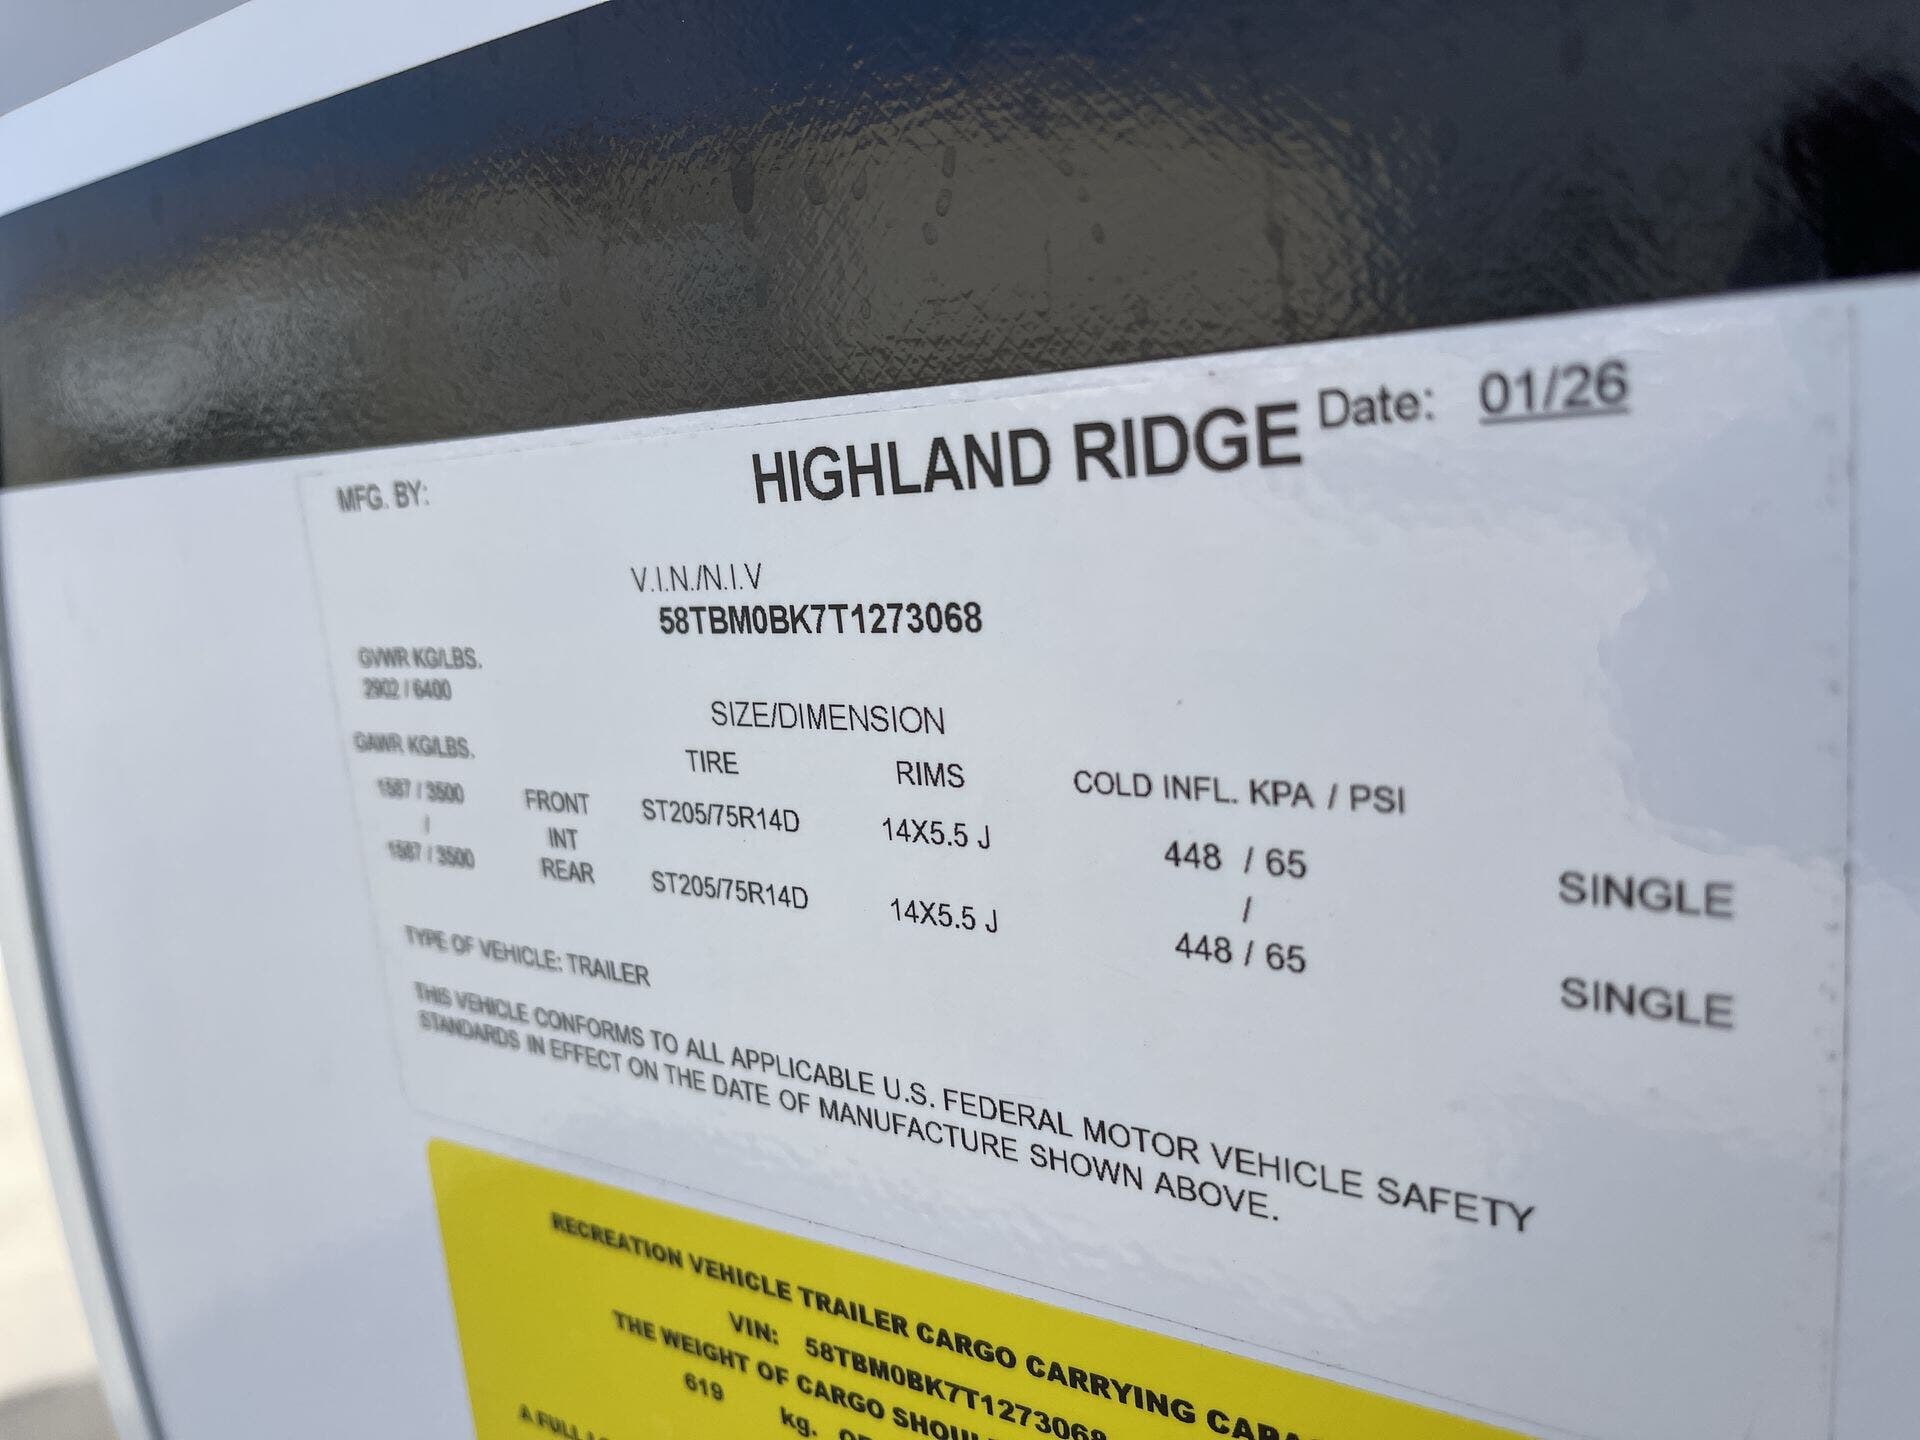 HIGHLAND RIDGE Date: 01/26
MFG. BY:
V.I.N./N.I.V
58TBM0BK7T1273068
GVWR KG/LBS.
2902 / 6400
SIZE/DIMENSION
GAWR KG/LBS.
TIRE RIMS COLD INFL. KPA / PSI
1587 / 3500 FRONT ST205/75R14D 14X5.5 J 448 / 65 SINGLE
/ INT /
1587 / 3500 REAR ST205/75R14D 14X5.5 J 448 / 65 SINGLE
TYPE OF VEHICLE: TRAILER
THIS VEHICLE CONFORMS TO ALL APPLICABLE U.S. FEDERAL MOTOR VEHICLE SAFETY
STANDARDS IN EFFECT ON THE DATE OF MANUFACTURE SHOWN ABOVE.
RECREATION VEHICLE TRAILER CARGO CARRYING
VIN: 58TBM0BK7T1273068
THE WEIGHT OF CARGO
619 kg.
A FULL